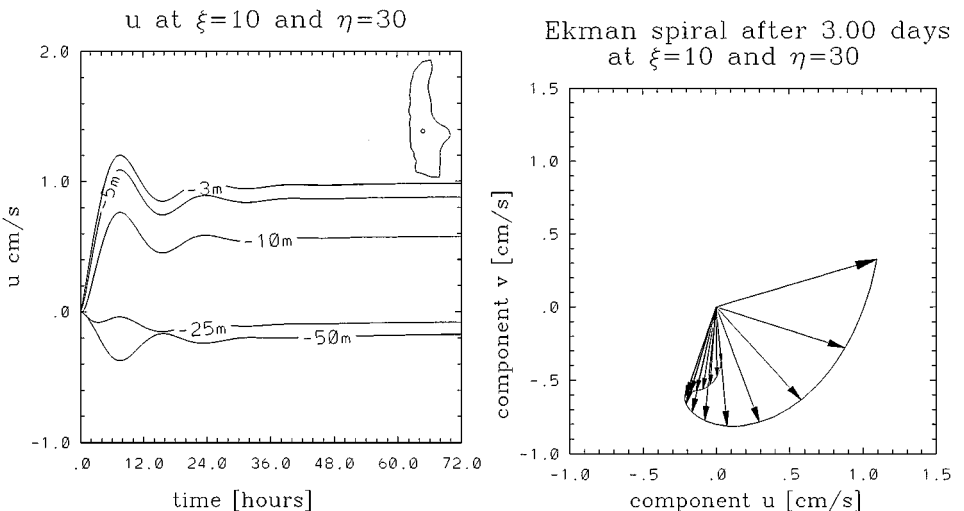 u at ξ=10 and η=30
2.0
1.0
.0
-1.0
u cm/s
-3m
-5m
-10m
-25m
-50m
.0 12.0 24.0 36.0 48.0 60.0 72.0
time [hours]
Ekman spiral after 3.00 days
at ξ=10 and η=30
1.5
1.0
.5
.0
-.5
-1.0
component v [cm/s]
-1.0 -.5 .0 .5 1.0 1.5
component u [cm/s]